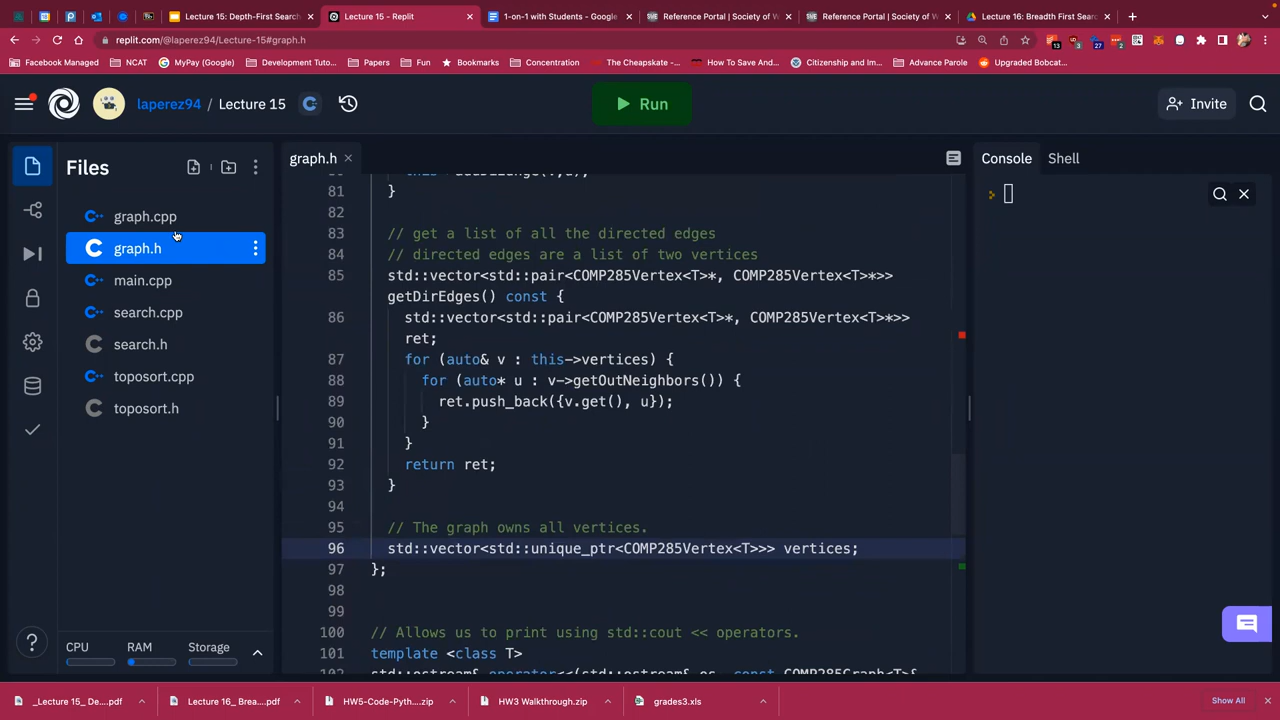 Lecture 15: Depth-First Search
Lecture 15 - Replit
1-on-1 with Students - Google
Reference Portal | Society of W
Reference Portal | Society of W
Lecture 16: Breadth First Searc
replit.com/@laperez94/Lecture-15#graph.h
13
3
27
Facebook Managed
NCAT
MyPay (Google)
Development Tuto...
Papers
Fun
Bookmarks
Concentration
The Cheapskate -...
How To Save And...
Citizenship and Im...
Advance Parole
Upgraded Bobcat...
laperez94 / Lecture 15
Run
Invite
Files
graph.cpp
graph.h
main.cpp
search.cpp
search.h
toposort.cpp
toposort.h
CPU
RAM
Storage
graph.h
81 }
82
83 // get a list of all the directed edges
84 // directed edges are a list of two vertices
85 std::vector<std::pair<COMP285Vertex<T>*, COMP285Vertex<T>*>>
getDirEdges() const {
86 std::vector<std::pair<COMP285Vertex<T>*, COMP285Vertex<T>*>>
ret;
87 for (auto& v : this->vertices) {
88 for (auto* u : v->getOutNeighbors()) {
89 ret.push_back({v.get(), u});
90 }
91 }
92 return ret;
93 }
94
95 // The graph owns all vertices.
96 std::vector<std::unique_ptr<COMP285Vertex<T>>> vertices;
97 };
98
99
100 // Allows us to print using std::cout << operators.
101 template <class T>
Console
Shell
_Lecture 15_ De....pdf
Lecture 16_ Brea....pdf
HW5-Code-Pyth....zip
HW3 Walkthrough.zip
grades3.xls
Show All